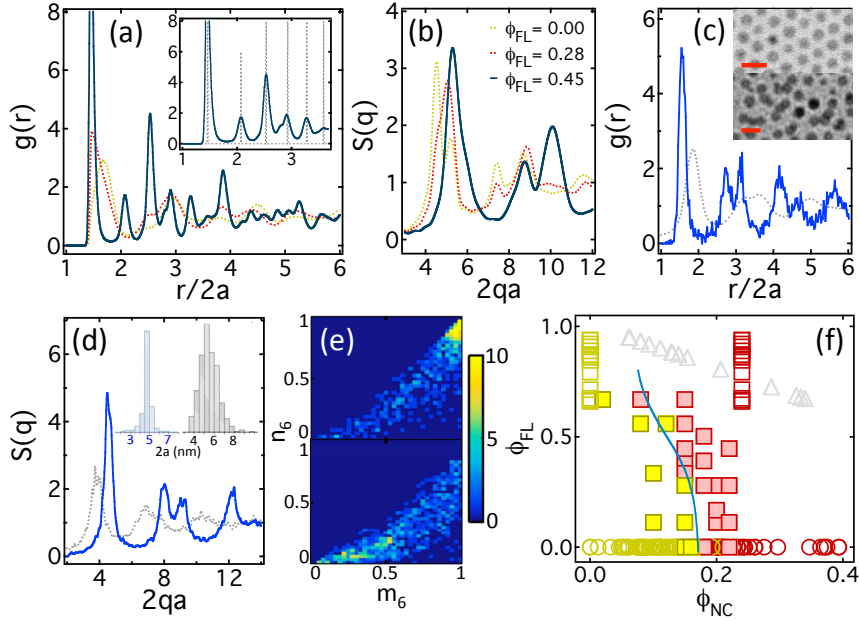 (a)
g(r)
8
6
4
2
0
1 2 3 4 5 6
r/2a
8
6
4
2
0
1 2 3
(b)
S(q)
4
3
2
1
0
4 6 8 10 12
2qa
ϕFL = 0.00
ϕFL = 0.28
ϕFL = 0.45
(c)
g(r)
6
4
2
0
1 2 3 4 5 6
r/2a
(d)
S(q)
6
4
2
0
4 8 12
2qa
3 5 7 4 6 8
2a (nm)
(e)
n6
1
0.5
0
1
0.5
0
0 0.5 1
m6
10
5
0
(f)
ϕFL
1.0
0.5
0.0
0.0 0.2 0.4
ϕNC